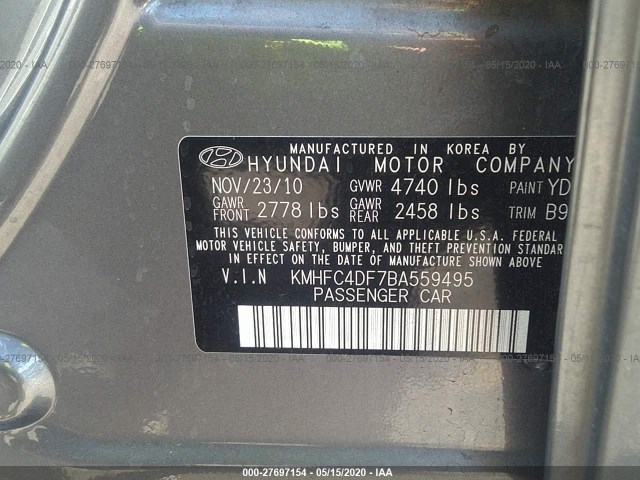 MANUFACTURED IN KOREA BY
HYUNDAI MOTOR COMPANY
NOV/23/10 GVWR 4740 lbs PAINT YD
GAWR FRONT 2778 lbs GAWR REAR 2458 lbs TRIM B9
THIS VEHICLE CONFORMS TO ALL APPLICABLE U.S.A. FEDERAL
MOTOR VEHICLE SAFETY, BUMPER, AND THEFT PREVENTION STANDAR
IN EFFECT ON THE DATE OF MANUFACTURE SHOWN ABOVE.
V.I.N KMHFC4DF7BA559495
PASSENGER CAR
000-27697154 - 05/15/2020 - IAA